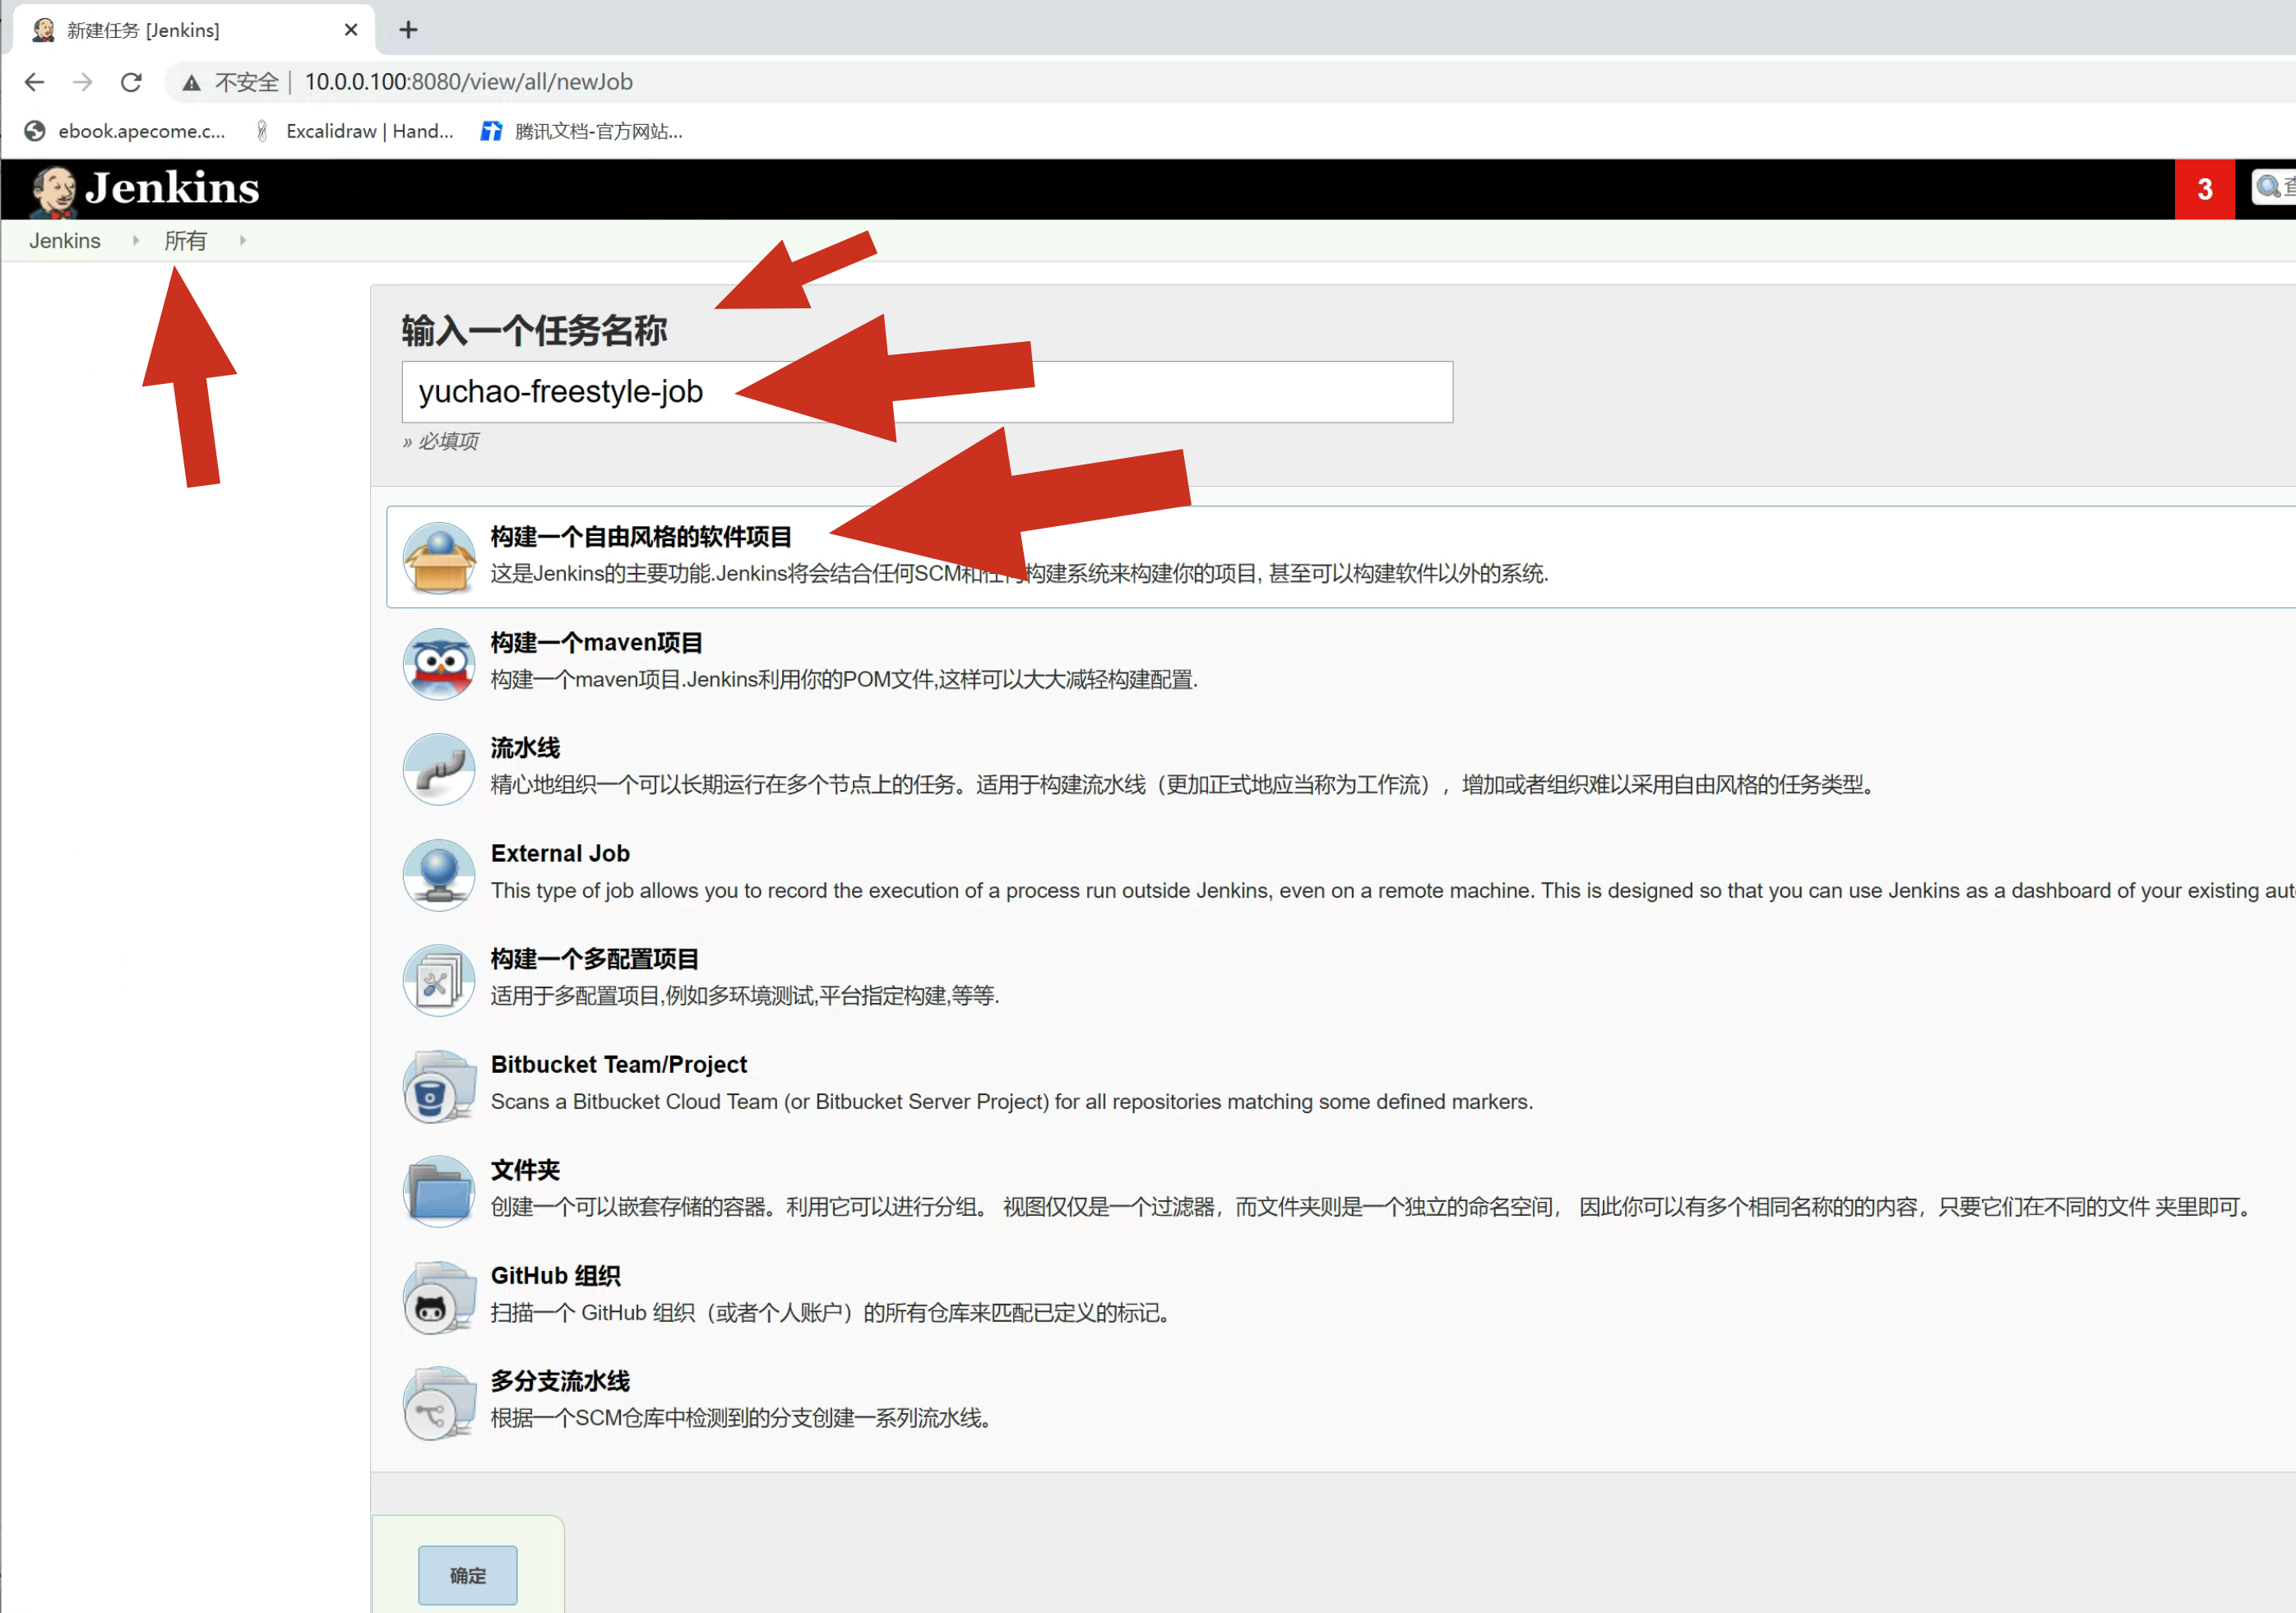 新建任务 [Jenkins]
不安全 | 10.0.0.100:8080/view/all/newJob
ebook.apecome.c... Excalidraw | Hand... 腾讯文档-官方网站...
Jenkins 3 查
Jenkins 所有
输入一个任务名称
yuchao-freestyle-job
» 必填项
构建一个自由风格的软件项目
这是Jenkins的主要功能.Jenkins将会结合任何SCM和任何构建系统来构建你的项目, 甚至可以构建软件以外的系统.
构建一个maven项目
构建一个maven项目.Jenkins利用你的POM文件,这样可以大大减轻构建配置.
流水线
精心地组织一个可以长期运行在多个节点上的任务。适用于构建流水线（更加正式地应当称为工作流），增加或者组织难以采用自由风格的任务类型。
External Job
This type of job allows you to record the execution of a process run outside Jenkins, even on a remote machine. This is designed so that you can use Jenkins as a dashboard of your existing aut
构建一个多配置项目
适用于多配置项目,例如多环境测试,平台指定构建,等等.
Bitbucket Team/Project
Scans a Bitbucket Cloud Team (or Bitbucket Server Project) for all repositories matching some defined markers.
文件夹
创建一个可以嵌套存储的容器。利用它可以进行分组。 视图仅仅是一个过滤器，而文件夹则是一个独立的命名空间， 因此你可以有多个相同名称的的内容，只要它们在不同的文件 夹里即可。
GitHub 组织
扫描一个 GitHub 组织（或者个人账户）的所有仓库来匹配已定义的标记。
多分支流水线
根据一个SCM仓库中检测到的分支创建一系列流水线。
确定